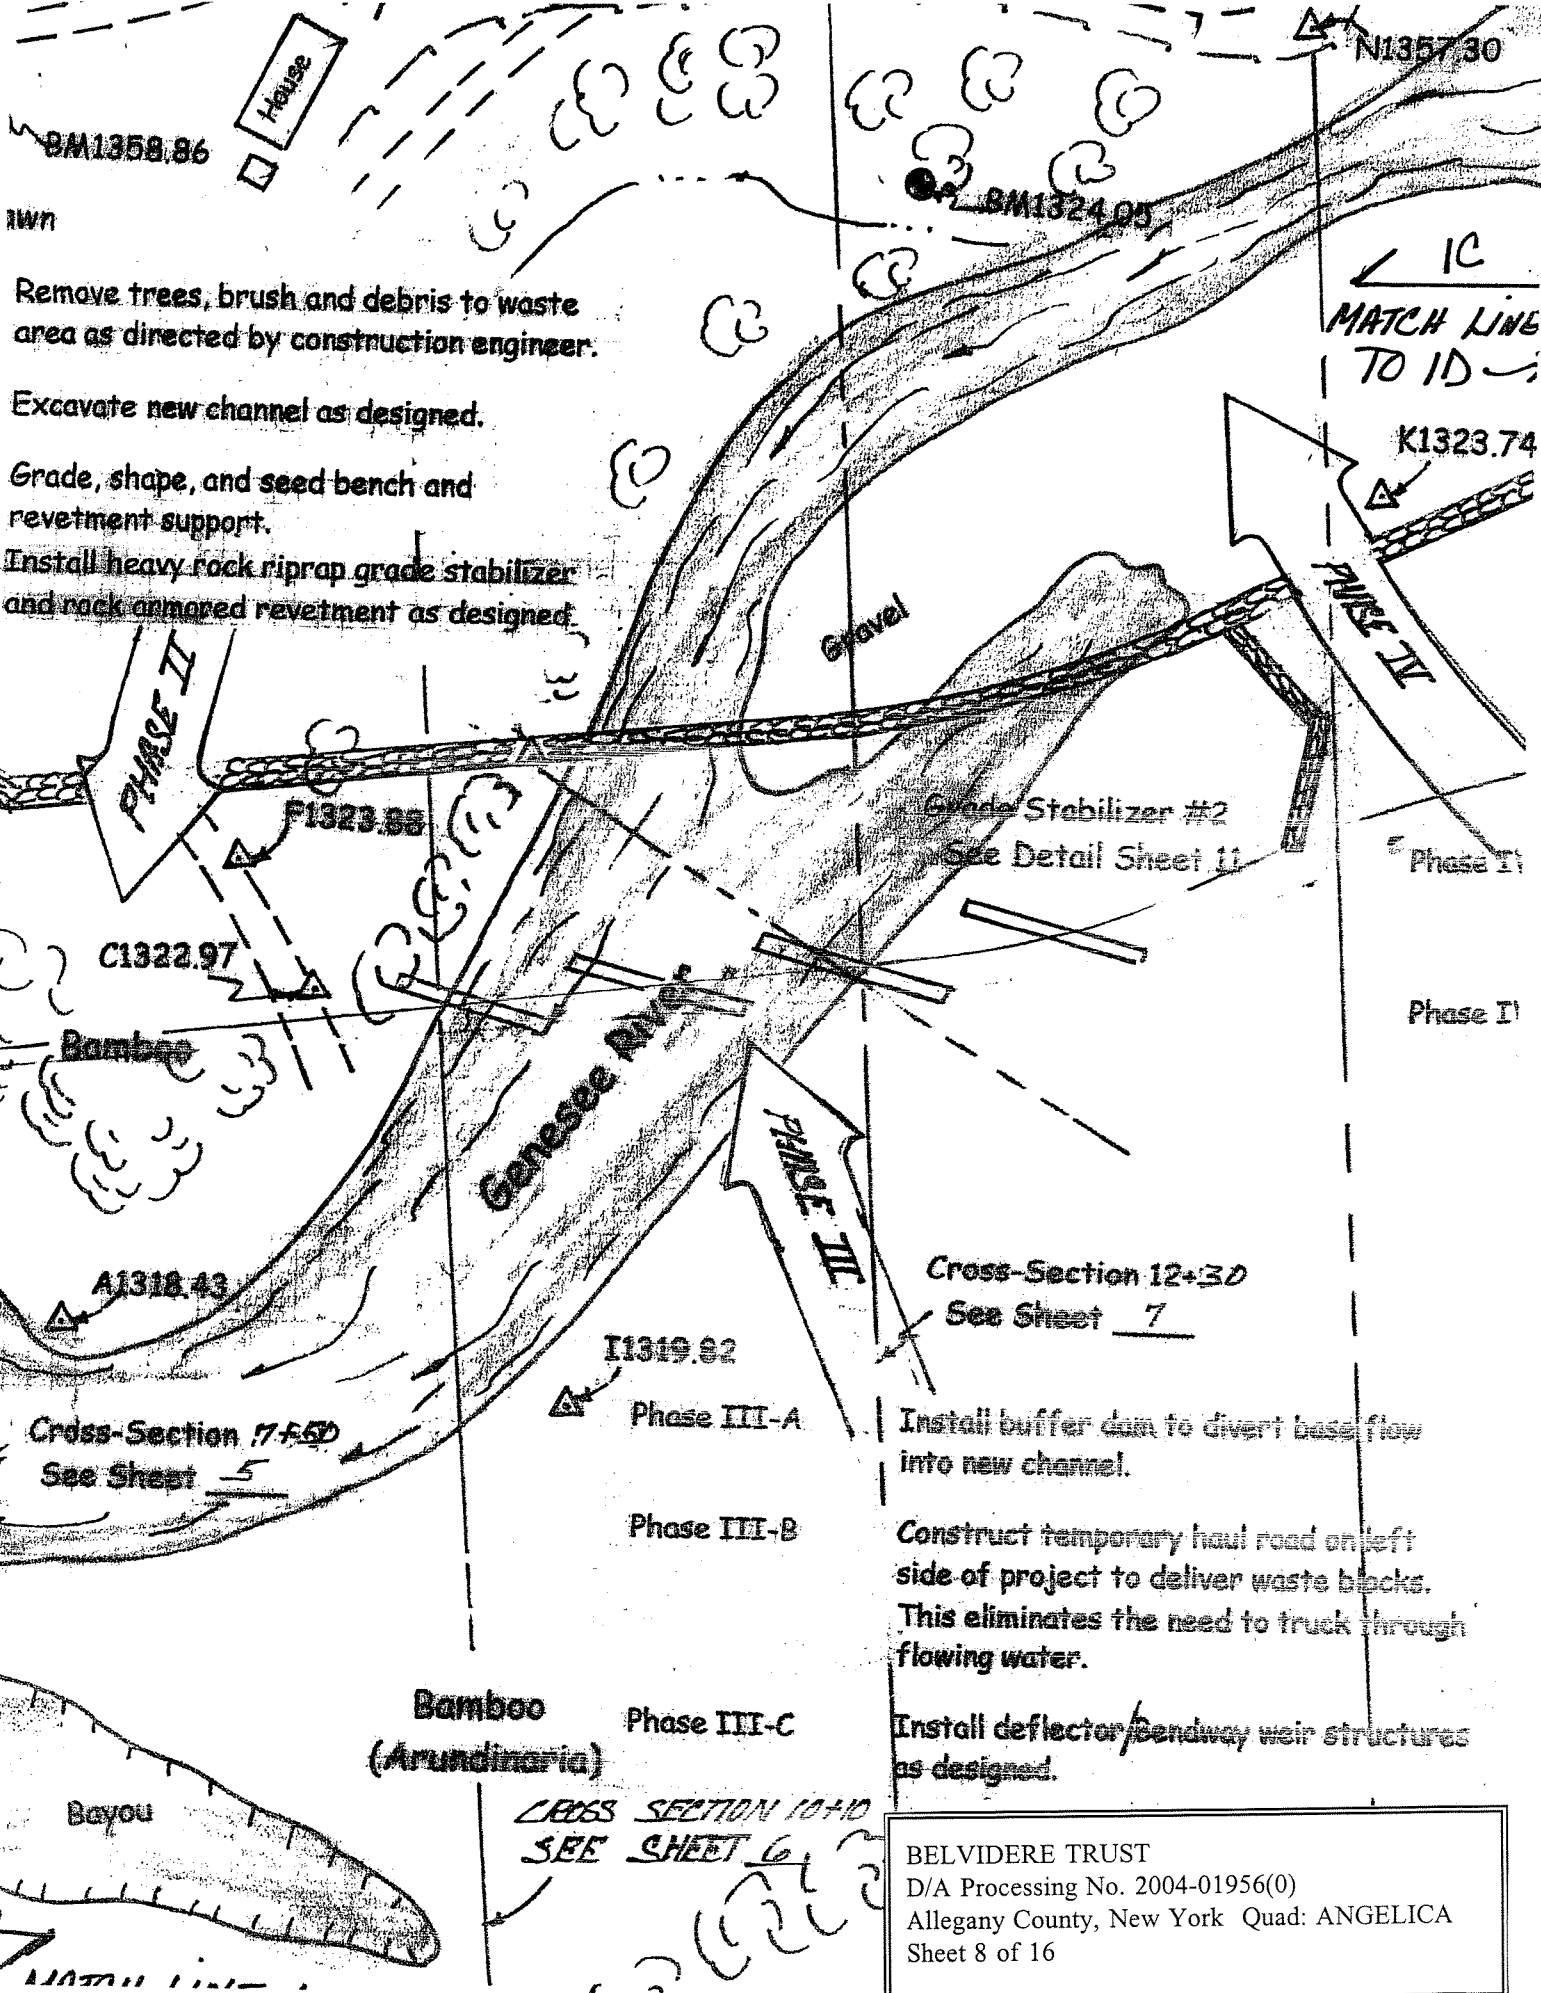 House
N1357.30
BM1358.86
awn
BM1324.05
Remove trees, brush and debris to waste
area as directed by construction engineer.
1C
MATCH LINE
TO 1D
Excavate new channel as designed.
K1323.74
Grade, shape, and seed bench and
revetment support.
Install heavy rock riprap grade stabilizer
and rock armored revetment as designed.
Gravel
PHASE II
PHASE IV
F1323.88
Grade Stabilizer #2
See Detail Sheet 11
Phase I
C1322.97
Bamboo
Phase I
Genesee River
PHASE III
A1318.43
Cross-Section 12+30
See Sheet 7
I1319.82
Phase III-A
Install buffer dam to divert base flow
into new channel.
Cross-Section 7+50
See Sheet 5
Phase III-B
Construct temporary haul road on left
side of project to deliver waste blocks.
This eliminates the need to truck through
flowing water.
Bamboo
(Arundinaria)
Phase III-C
Install deflector/Bendway weir structures
as designed.
Bayou
CROSS SECTION 10+10
SEE SHEET 6
BELVIDERE TRUST
D/A Processing No. 2004-01956(0)
Allegany County, New York Quad: ANGELICA
Sheet 8 of 16
MATCH LINE